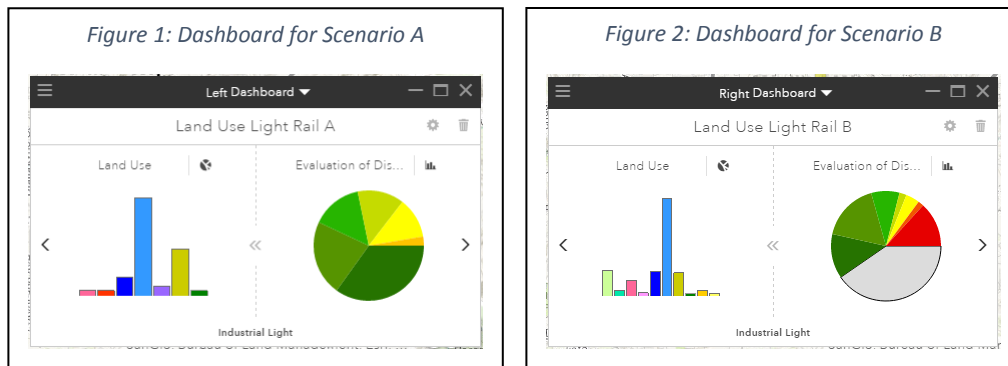 Figure 1: Dashboard for Scenario A
Left Dashboard
Land Use Light Rail A
Land Use
Evaluation of Dis...
Industrial Light
Figure 2: Dashboard for Scenario B
Right Dashboard
Land Use Light Rail B
Land Use
Evaluation of Dis...
Industrial Light